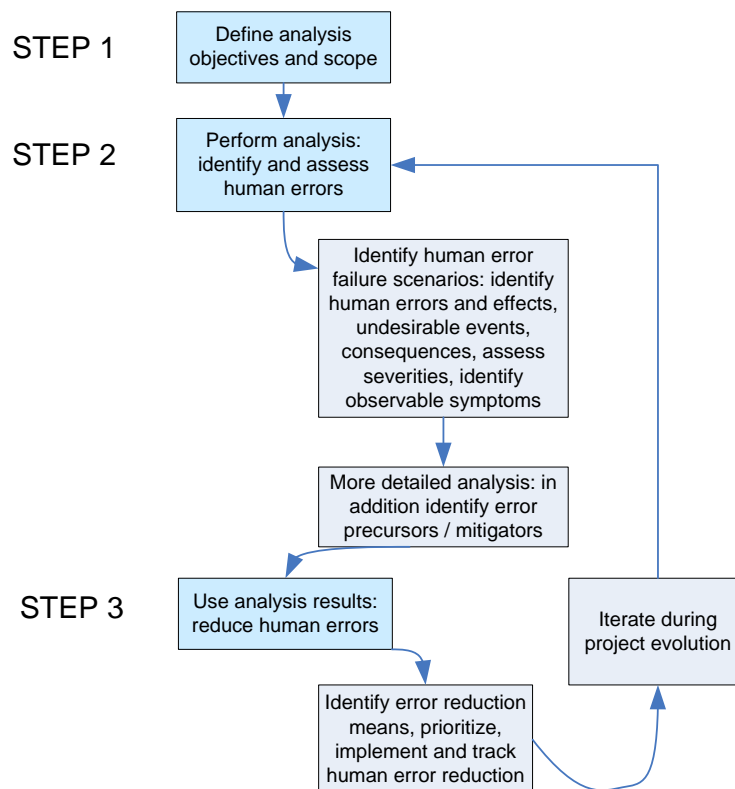 STEP 1
Define analysis
objectives and scope
STEP 2
Perform analysis:
identify and assess
human errors
Identify human error
failure scenarios: identify
human errors and effects,
undesirable events,
consequences, assess
severities, identify
observable symptoms
More detailed analysis: in
addition identify error
precursors / mitigators
STEP 3
Use analysis results:
reduce human errors
Iterate during
project evolution
Identify error reduction
means, prioritize,
implement and track
human error reduction